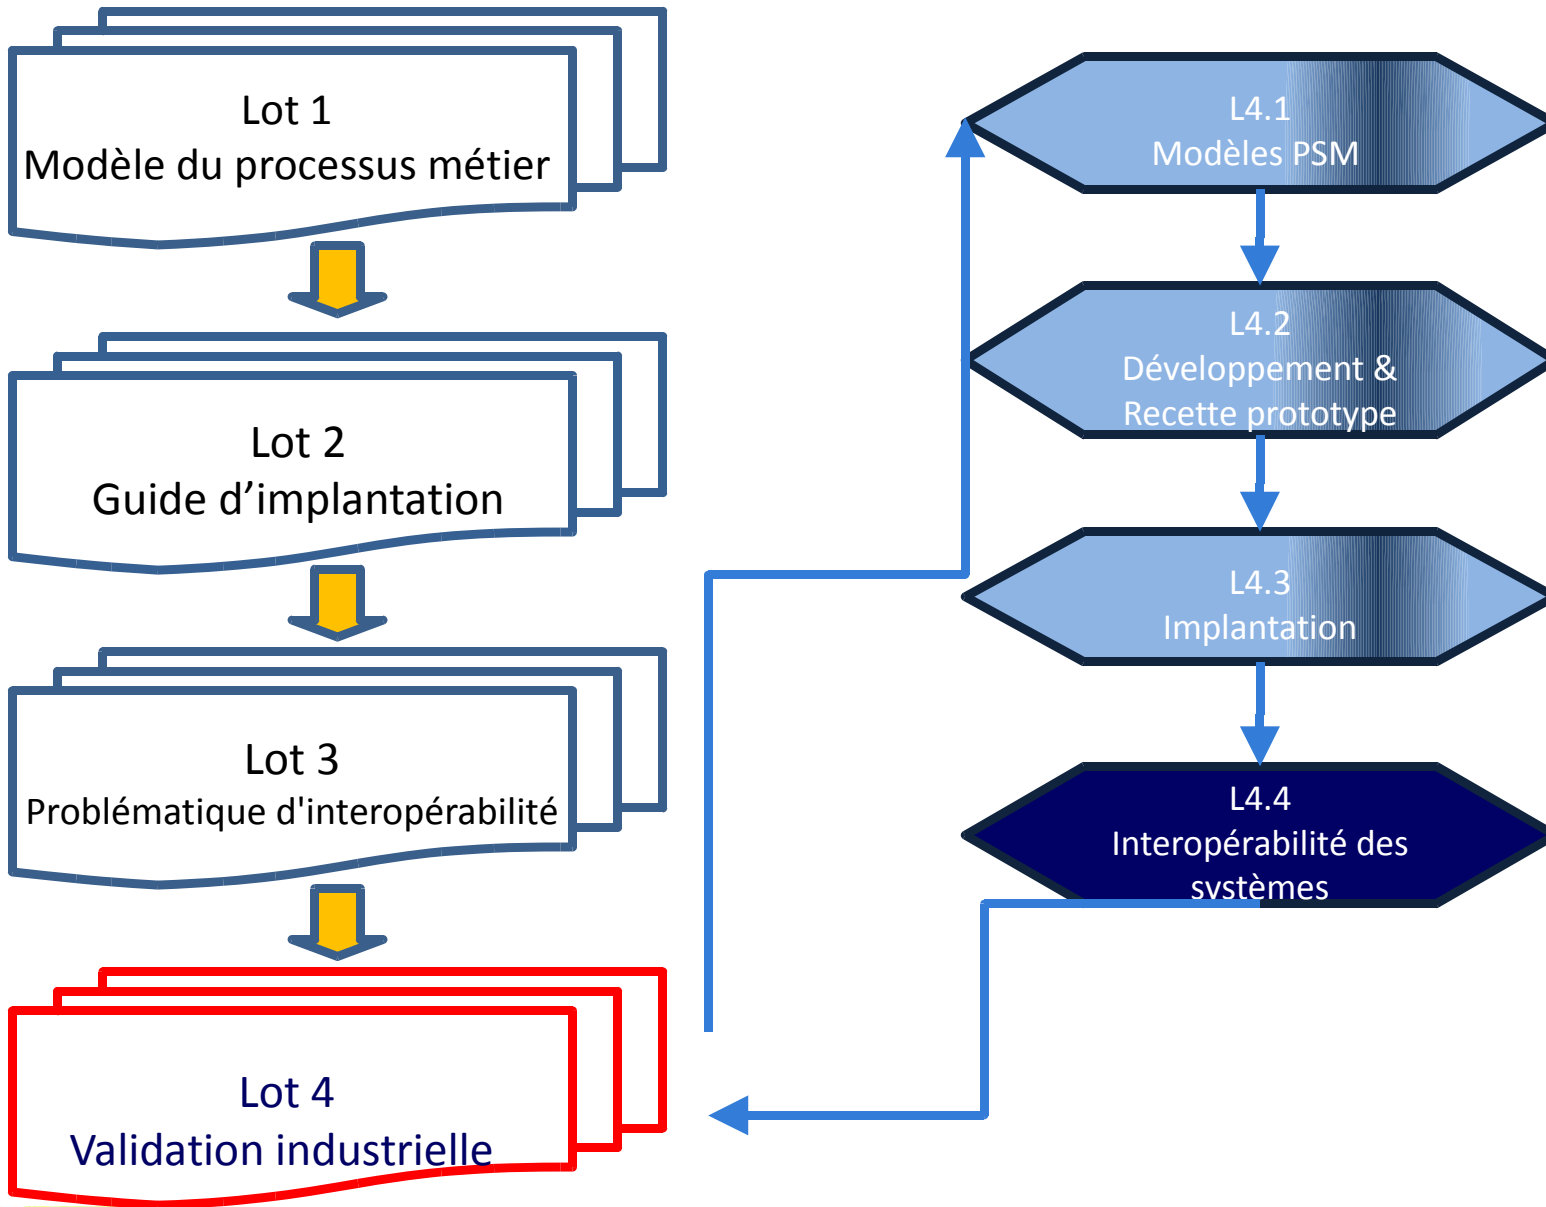 Lot 1
Modèle du processus métier
Lot 2
Guide d’implantation
Lot 3
Problématique d'interopérabilité
Lot 4
Validation industrielle
L4.1
Modèles PSM
L4.2
Développement &
Recette prototype
L4.3
Implantation
L4.4
Interopérabilité des
systèmes